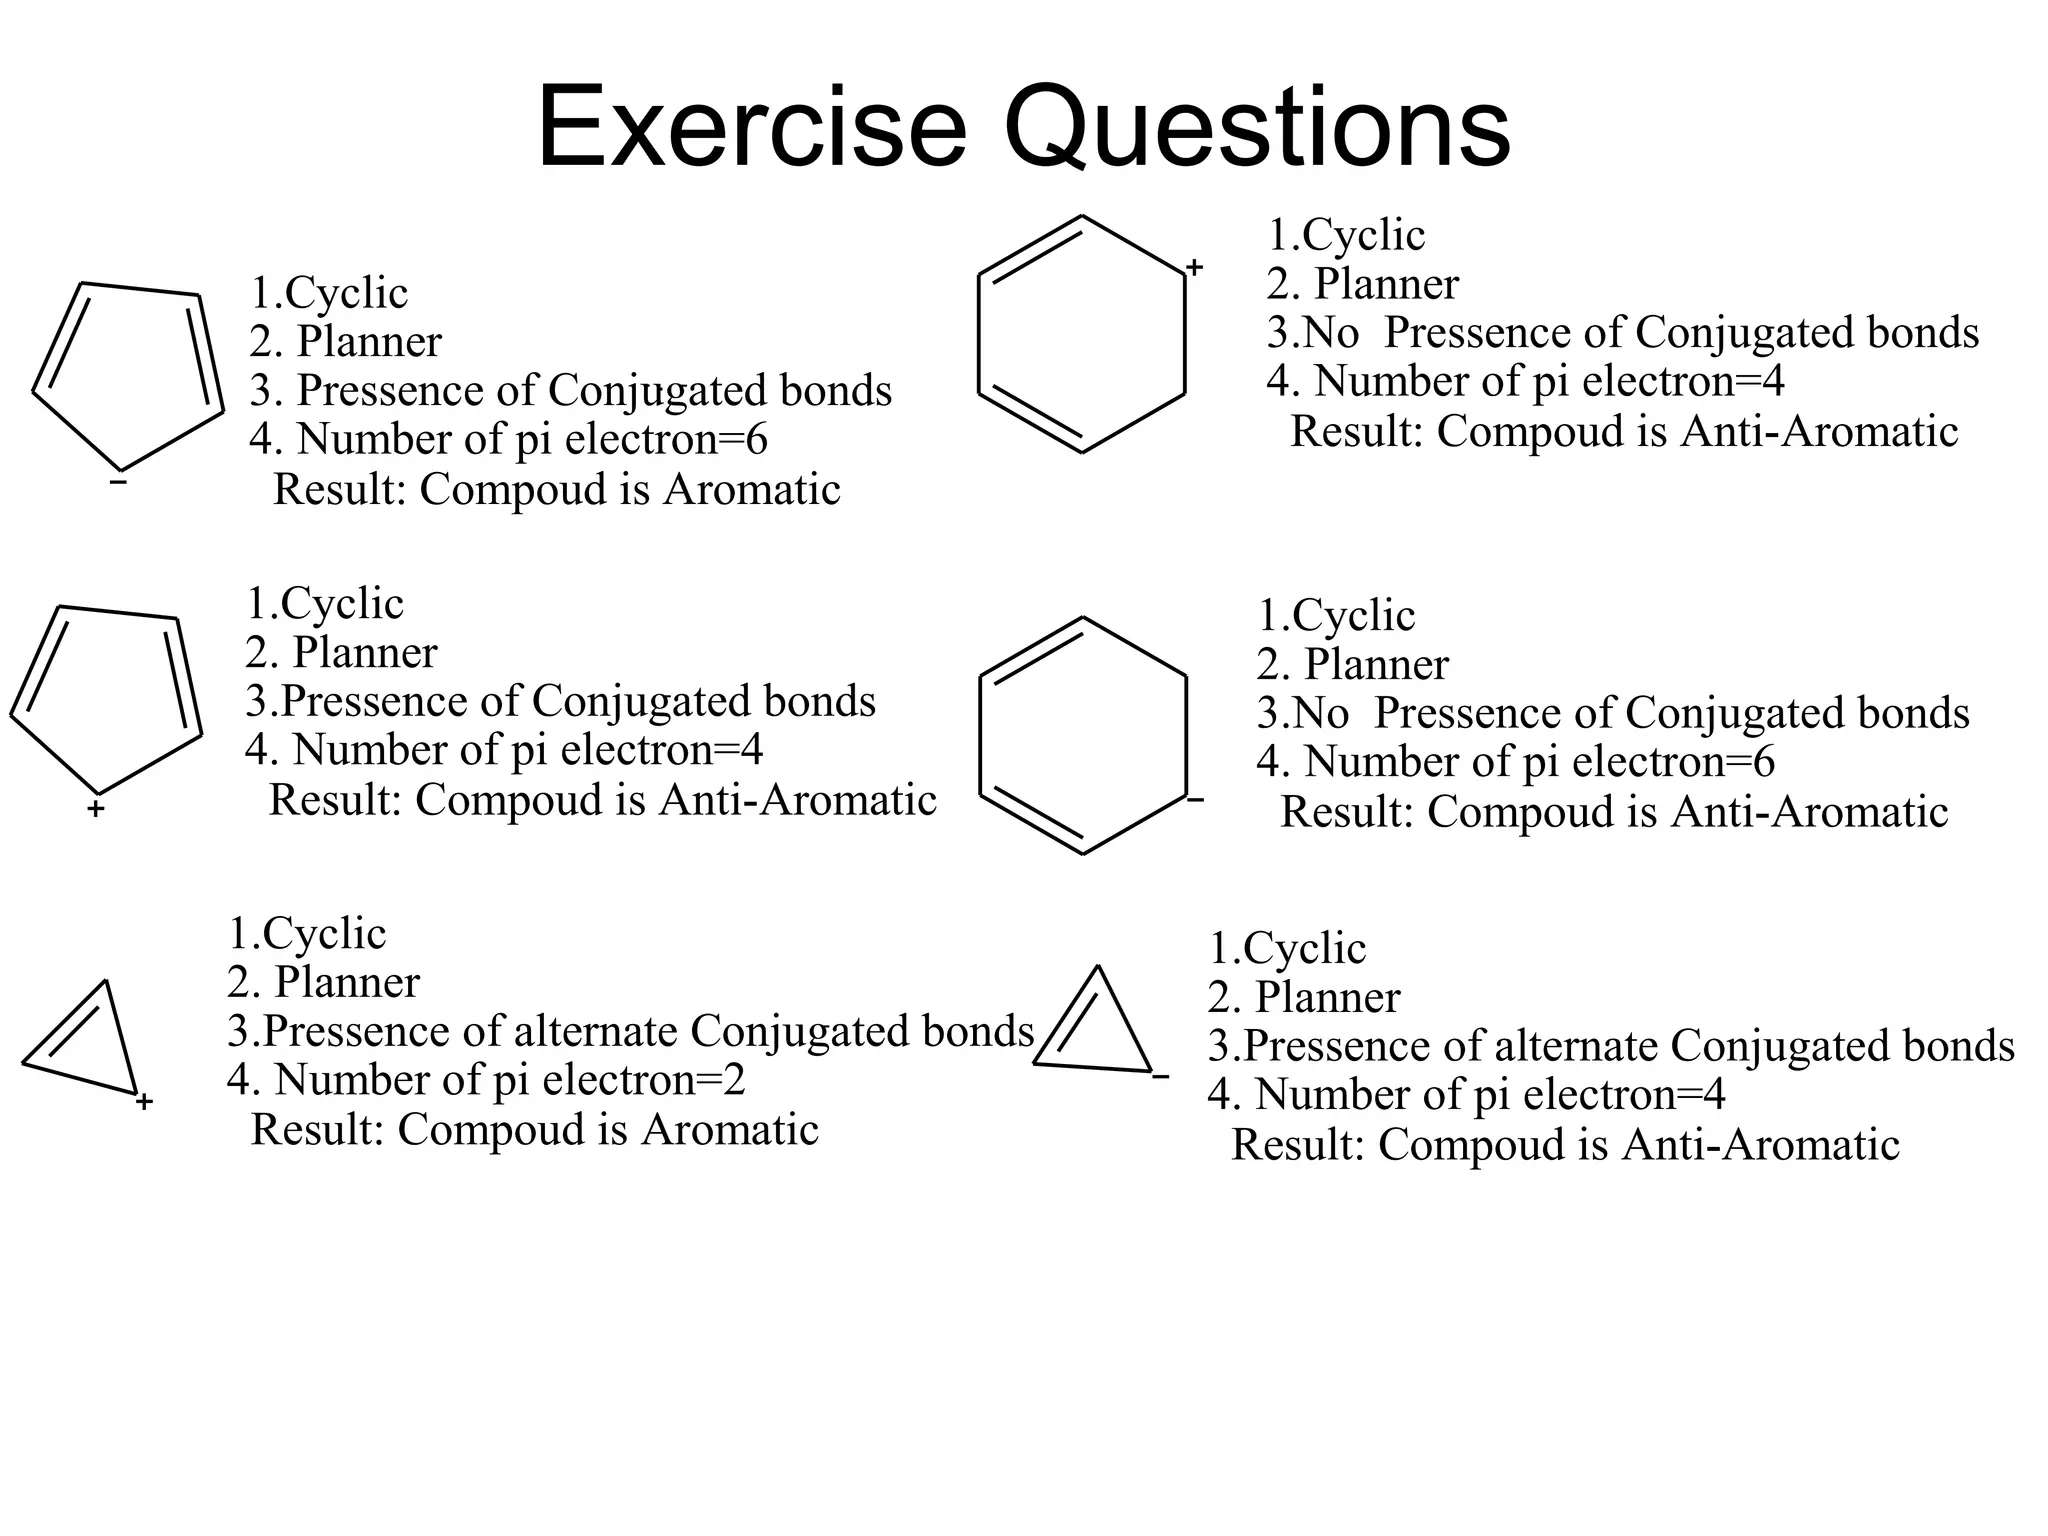 Exercise Questions
1.Cyclic
2. Planner
3. Pressence of Conjugated bonds
4. Number of pi electron=6
Result: Compoud is Aromatic
–
1.Cyclic
2. Planner
3.No  Pressence of Conjugated bonds
4. Number of pi electron=4
Result: Compoud is Anti-Aromatic
+
1.Cyclic
2. Planner
3.Pressence of Conjugated bonds
4. Number of pi electron=4
Result: Compoud is Anti-Aromatic
+
1.Cyclic
2. Planner
3.No  Pressence of Conjugated bonds
4. Number of pi electron=6
Result: Compoud is Anti-Aromatic
–
1.Cyclic
2. Planner
3.Pressence of alternate Conjugated bonds
4. Number of pi electron=2
Result: Compoud is Aromatic
+
1.Cyclic
2. Planner
3.Pressence of alternate Conjugated bonds
4. Number of pi electron=4
Result: Compoud is Anti-Aromatic
–